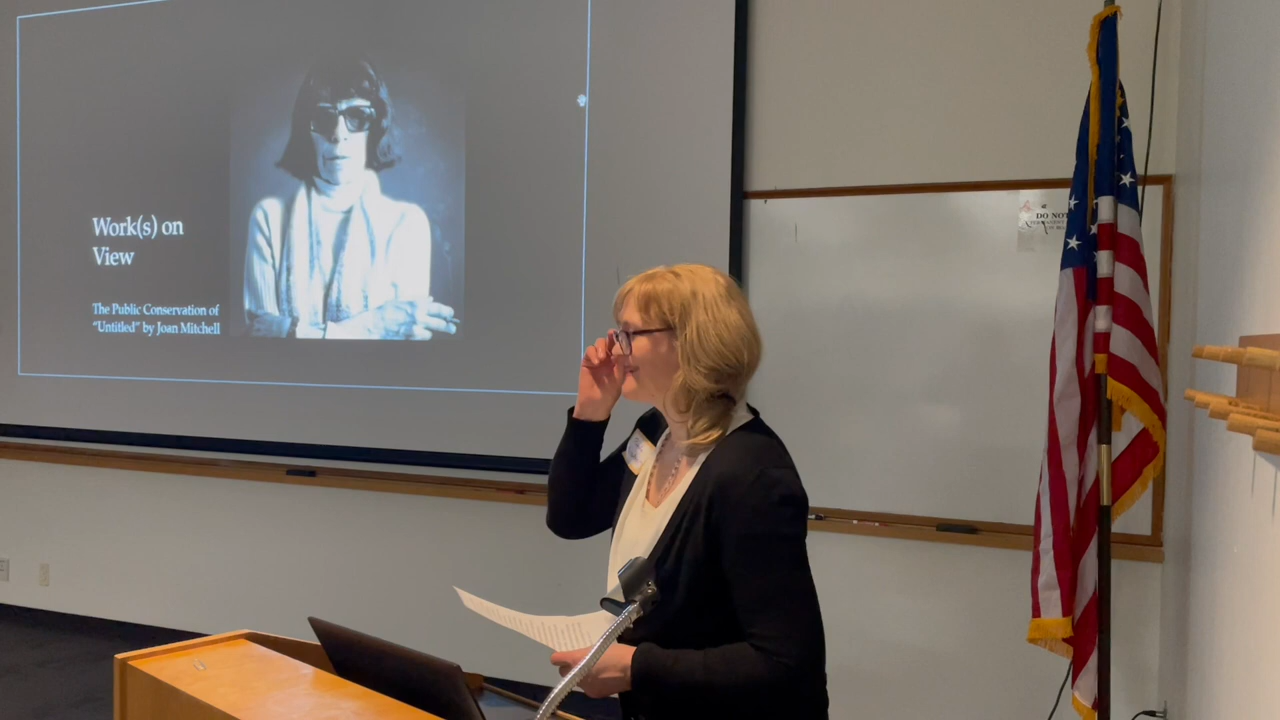 Work(s) on
View
The Public Conservation of
“Untitled” by Joan Mitchell
DO NOT